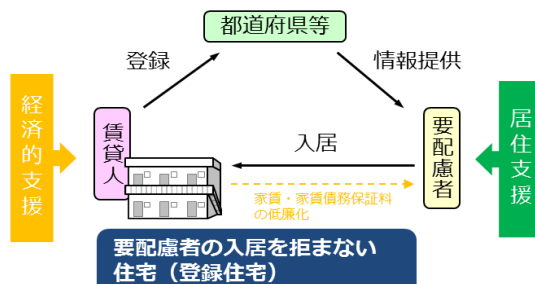 都道府県等
登録
情報提供
経済的支援
賃貸人
入居
要配慮者
居住支援
家賃・家賃債務保証料
の低廉化
要配慮者の入居を拒まない
住宅（登録住宅）